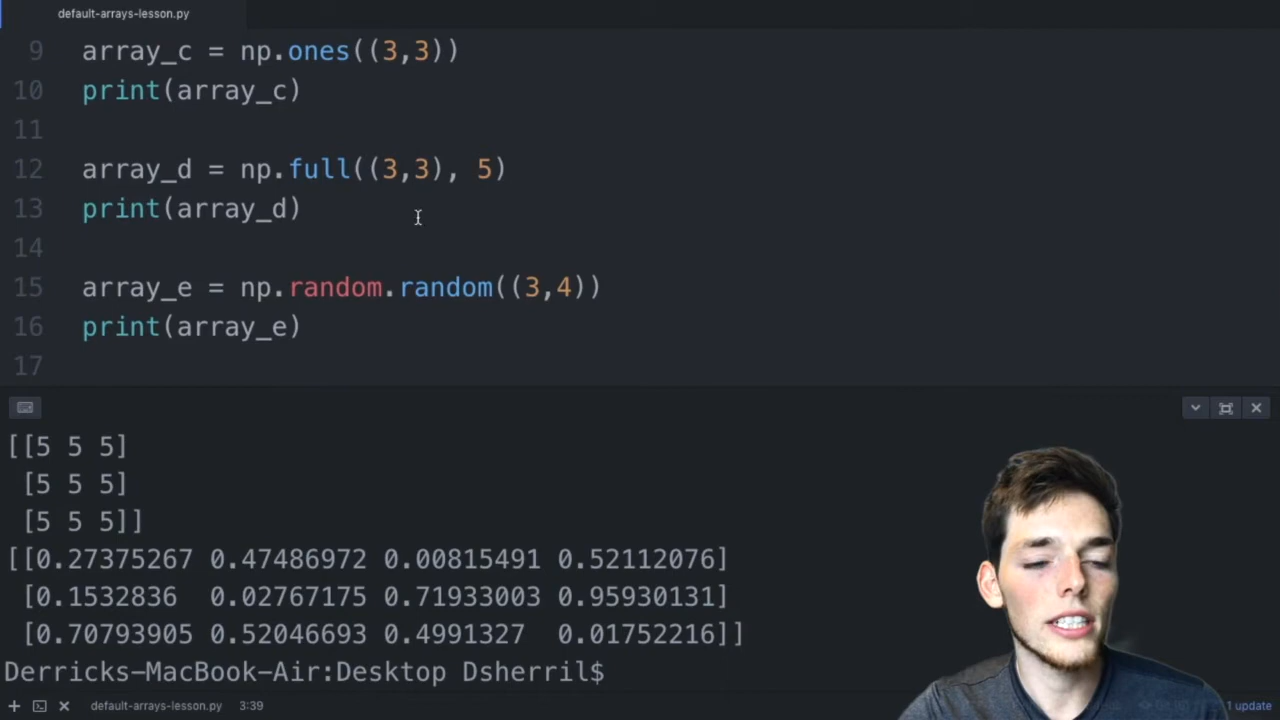 default-arrays-lesson.py
9 array_c = np.ones((3,3))
10 print(array_c)
11
12 array_d = np.full((3,3), 5)
13 print(array_d)
14
15 array_e = np.random.random((3,4))
16 print(array_e)
17
[[5 5 5]
 [5 5 5]
 [5 5 5]]
[[0.27375267 0.47486972 0.00815491 0.52112076]
 [0.1532836  0.02767175 0.71933003 0.95930131]
 [0.70793905 0.52046693 0.4991327  0.01752216]]
Derricks-MacBook-Air:Desktop Dsherril$
default-arrays-lesson.py 3:39 1 update